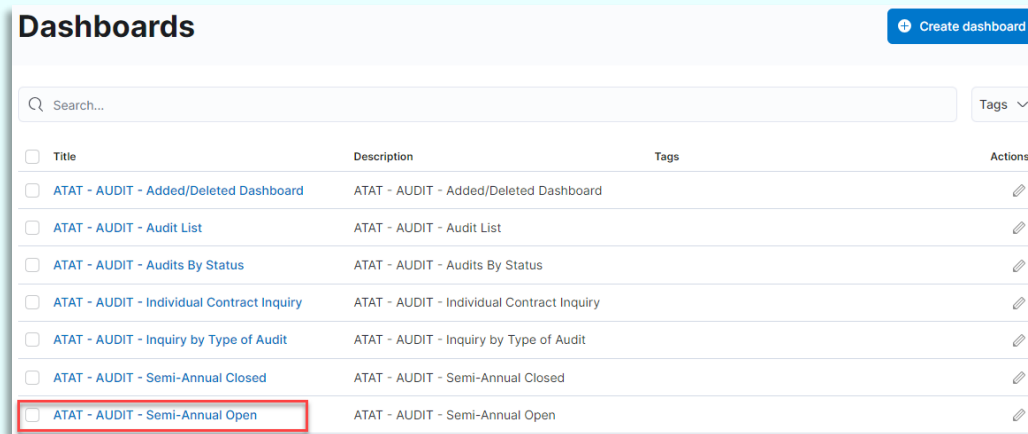 Dashboards
Create dashboard
Search...
Tags
Title Description Tags Actions
ATAT - AUDIT - Added/Deleted Dashboard ATAT - AUDIT - Added/Deleted Dashboard
ATAT - AUDIT - Audit List ATAT - AUDIT - Audit List
ATAT - AUDIT - Audits By Status ATAT - AUDIT - Audits By Status
ATAT - AUDIT - Individual Contract Inquiry ATAT - AUDIT - Individual Contract Inquiry
ATAT - AUDIT - Inquiry by Type of Audit ATAT - AUDIT - Inquiry by Type of Audit
ATAT - AUDIT - Semi-Annual Closed ATAT - AUDIT - Semi-Annual Closed
ATAT - AUDIT - Semi-Annual Open ATAT - AUDIT - Semi-Annual Open